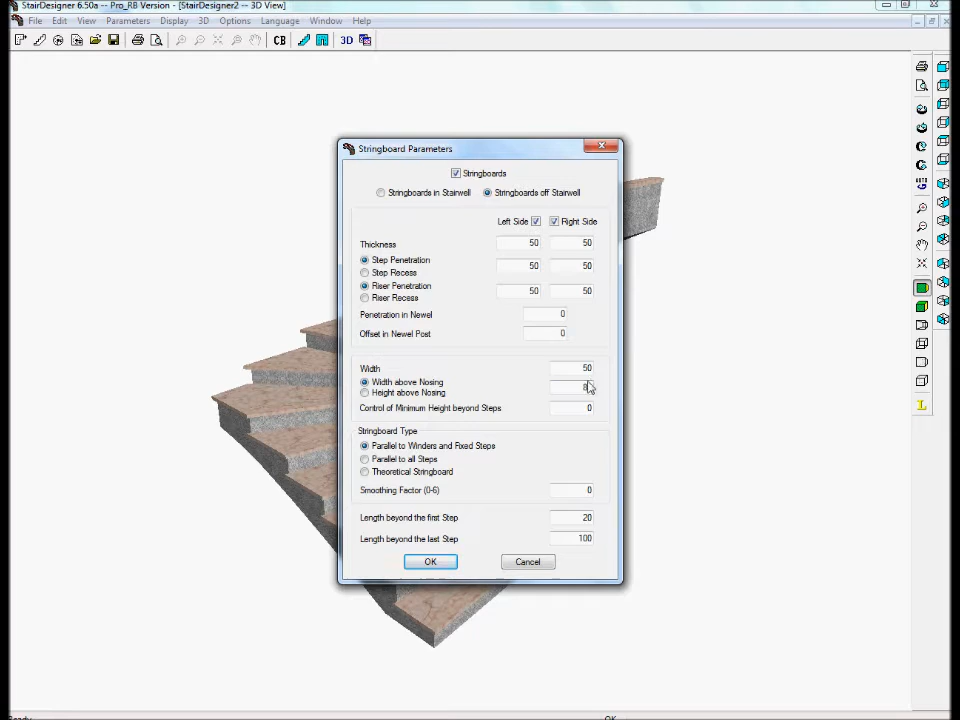 StairDesigner 6.50a -- Pro_RB Version - [StairDesigner2 -- 3D View]
File Edit View Parameters Display 3D Options Language Window Help
CB 3D
Stringboard Parameters
Stringboards
Stringboards in Stairwell Stringboards off Stairwell
Left Side Right Side
Thickness 50 50
Step Penetration 50 50
Step Recess
Riser Penetration 50 50
Riser Recess
Penetration in Newel 0
Offset in Newel Post 0
Width 50
Width above Nosing
Height above Nosing
Control of Minimum Height beyond Steps 0
Stringboard Type
Parallel to Winders and Fixed Steps
Parallel to all Steps
Theoretical Stringboard
Smoothing Factor (0-6) 0
Length beyond the first Step 20
Length beyond the last Step 100
OK Cancel
AUTO
L